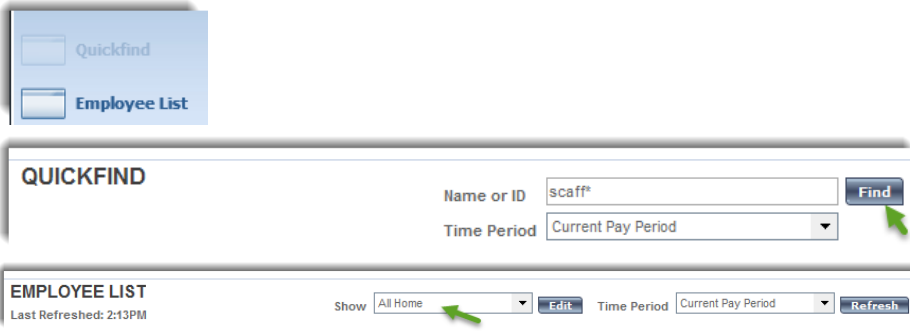 Quickfind
Employee List
QUICKFIND
Name or ID scaff* Find
Time Period Current Pay Period
EMPLOYEE LIST
Last Refreshed: 2:13PM
Show All Home Edit Time Period Current Pay Period Refresh